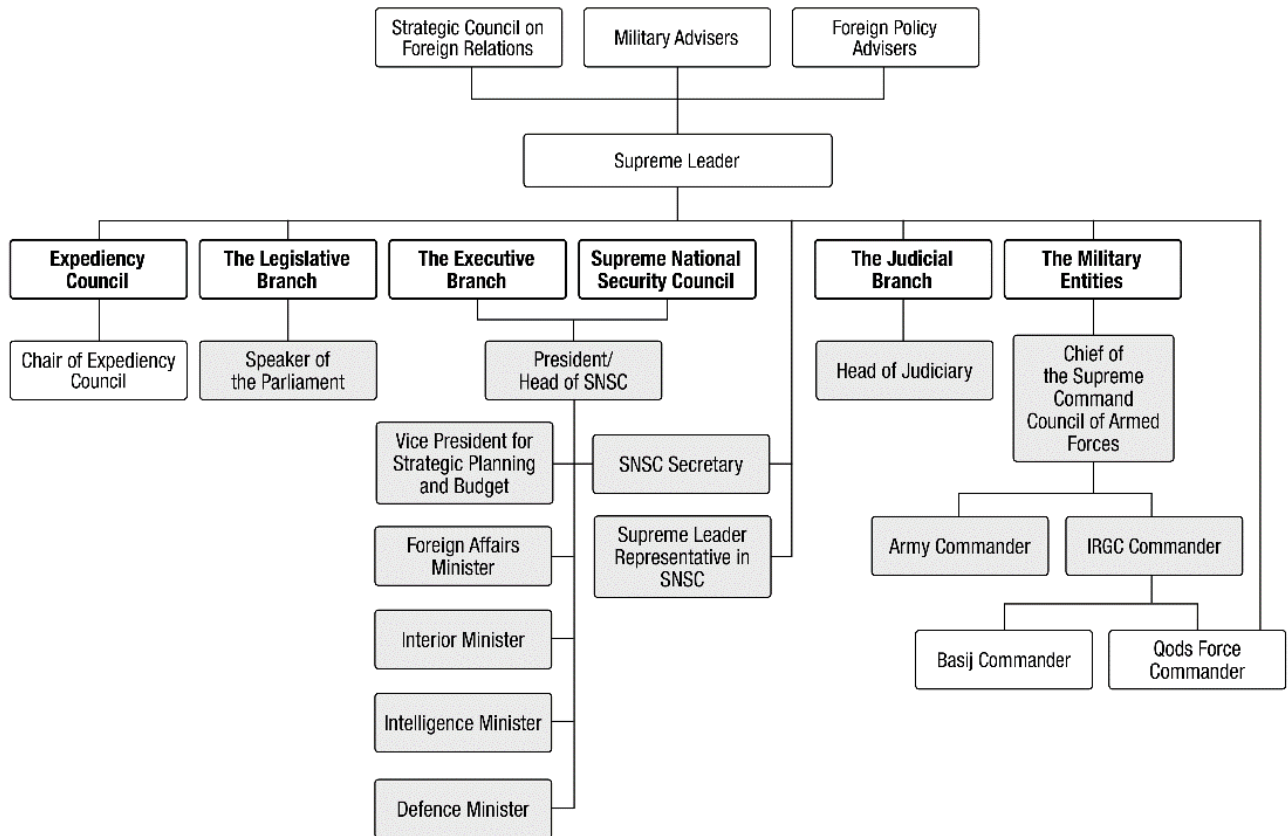 Strategic Council on
Foreign Relations
Military Advisers
Foreign Policy
Advisers
Supreme Leader
Expediency
Council
The Legislative
Branch
The Executive
Branch
Supreme National
Security Council
The Judicial
Branch
The Military
Entities
Chair of Expediency
Council
Speaker of
the Parliament
President/
Head of SNSC
Head of Judiciary
Chief of
the Supreme
Command
Council of Armed
Forces
Vice President for
Strategic Planning
and Budget
SNSC Secretary
Foreign Affairs
Minister
Supreme Leader
Representative in
SNSC
Army Commander
IRGC Commander
Interior Minister
Basij Commander
Qods Force
Commander
Intelligence Minister
Defence Minister